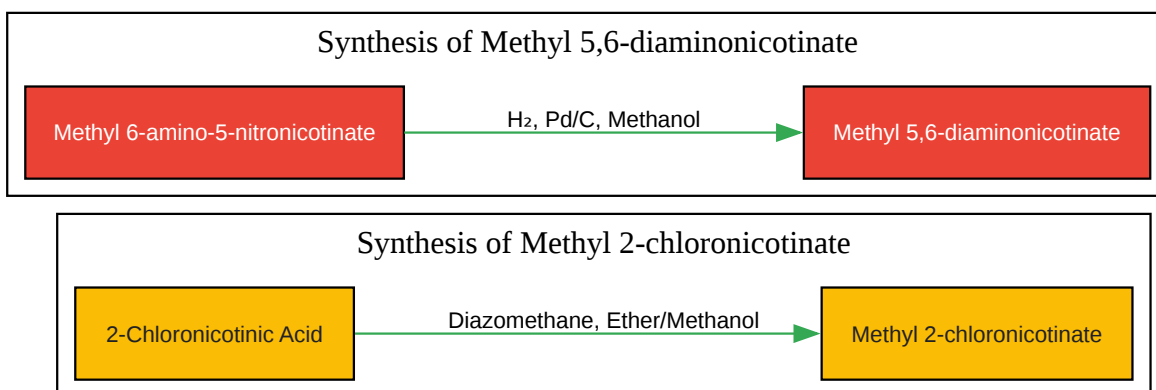 Synthesis of Methyl 5,6-diaminonicotinate
Methyl 6-amino-5-nitronicotinate
H₂, Pd/C, Methanol
Methyl 5,6-diaminonicotinate
Synthesis of Methyl 2-chloronicotinate
2-Chloronicotinic Acid
Diazomethane, Ether/Methanol
Methyl 2-chloronicotinate